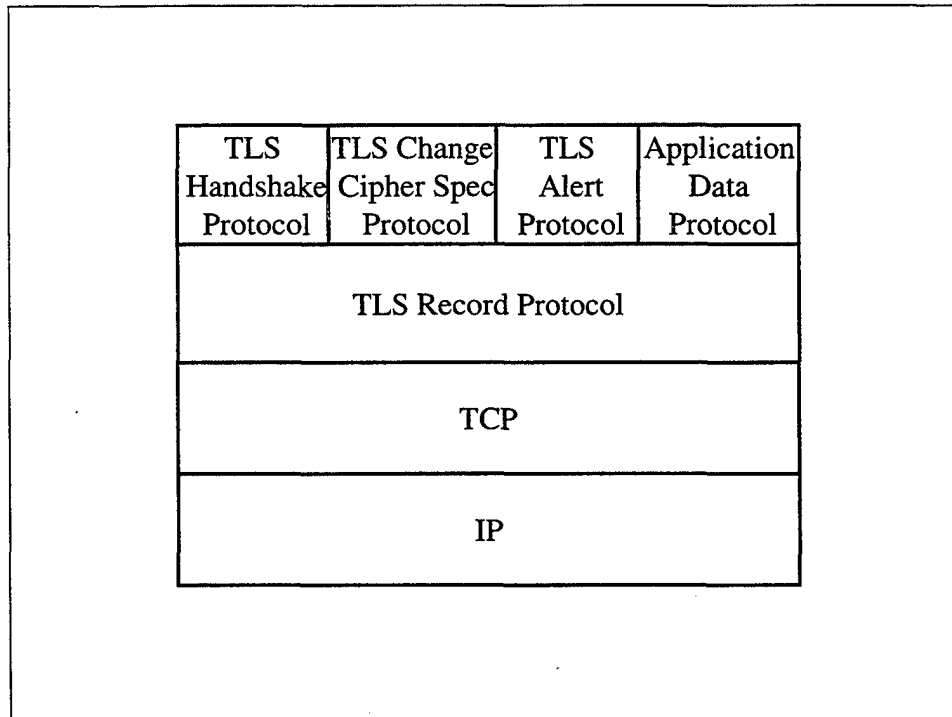 TLS
Handshake
Protocol
TLS Change
Cipher Spec
Protocol
TLS
Alert
Protocol
Application
Data
Protocol
TLS Record Protocol
TCP
IP